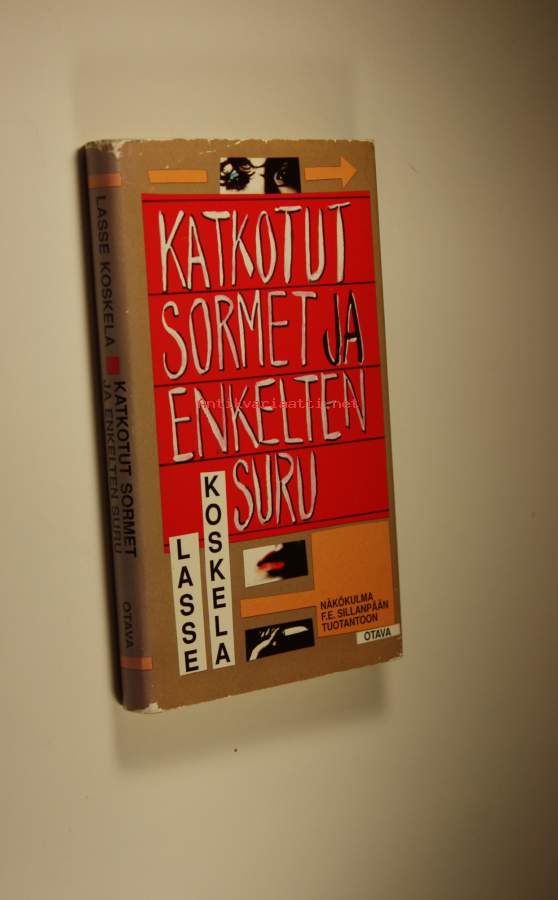 KATKOTUT
SORMET JA
ENKELTEN
SURU
LASSE
KOSKELA
NÄKÖKULMA
F.E. SILLANPÄÄN
TUOTANTOON
OTAVA
LASSE KOSKELA
KATKOTUT SORMET
JA ENKELTEN SURU
OTAVA
antikvariaatti.net